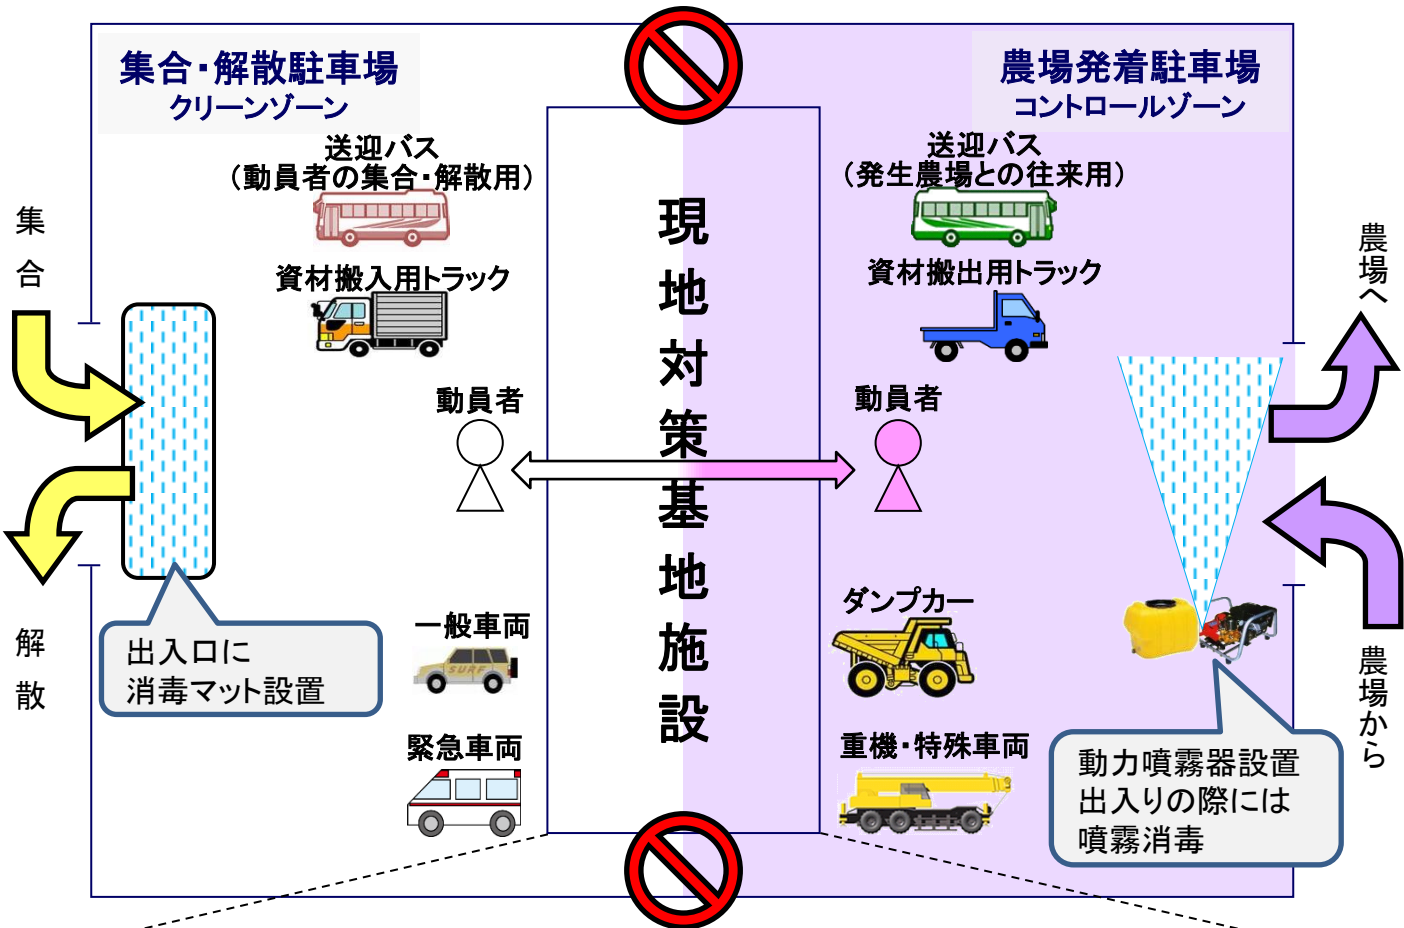 集合・解散駐車場
クリーンゾーン
農場発着駐車場
コントロールゾーン
送迎バス
（動員者の集合・解散用）
送迎バス
（発生農場との往来用）
集合
資材搬入用トラック
資材搬出用トラック
農場へ
現地対策基地施設
動員者
動員者
一般車両
SURF
ダンプカー
出入口に
消毒マット設置
解散
緊急車両
重機・特殊車両
農場から
動力噴霧器設置
出入りの際には
噴霧消毒